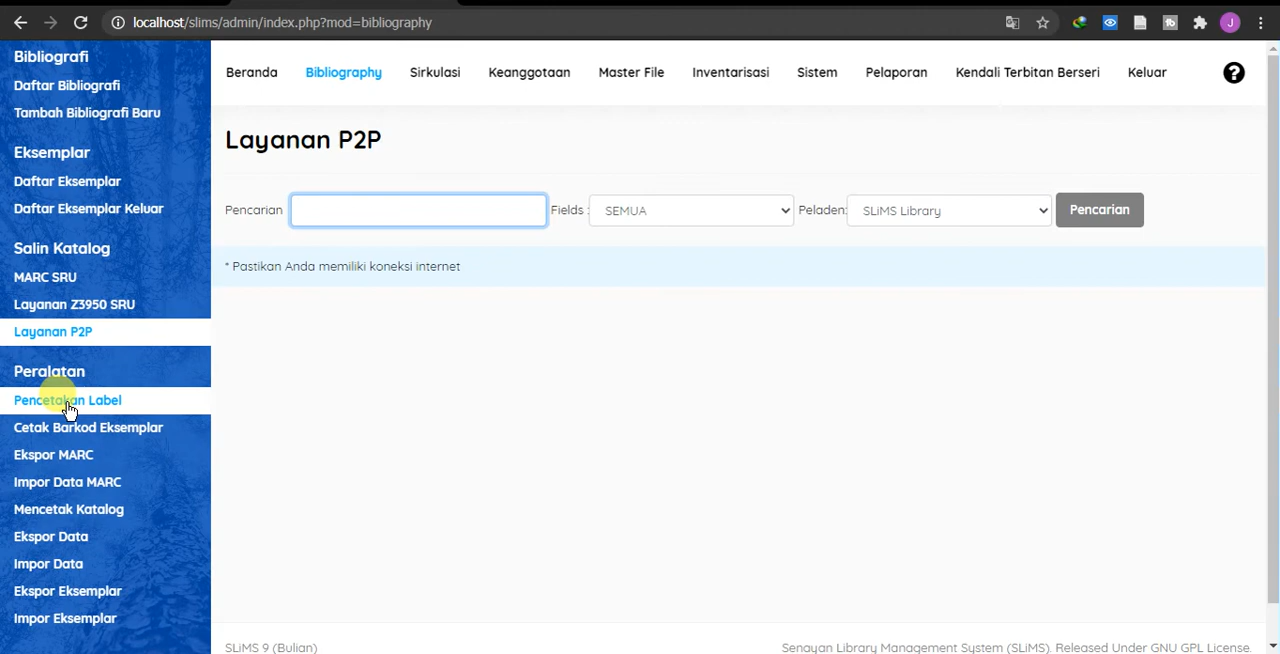 localhost/slims/admin/index.php?mod=bibliography
J
Bibliografi
Daftar Bibliografi
Tambah Bibliografi Baru
Eksemplar
Daftar Eksemplar
Daftar Eksemplar Keluar
Salin Katalog
MARC SRU
Layanan Z3950 SRU
Layanan P2P
Peralatan
Pencetakan Label
Cetak Barkod Eksemplar
Ekspor MARC
Impor Data MARC
Mencetak Katalog
Ekspor Data
Impor Data
Ekspor Eksemplar
Impor Eksemplar
Beranda Bibliography Sirkulasi Keanggotaan Master File Inventarisasi Sistem Pelaporan Kendali Terbitan Berseri Keluar ?
Layanan P2P
Pencarian Fields : SEMUA Peladen: SLiMS Library Pencarian
* Pastikan Anda memiliki koneksi internet
SLiMS 9 (Bulian) Senayan Library Management System (SLiMS). Released Under GNU GPL License.